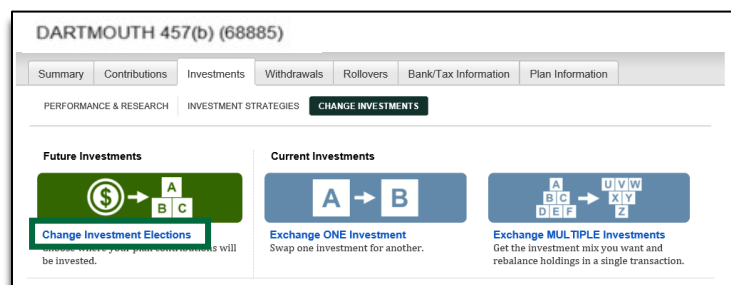 DARTMOUTH 457(b) (68885)
Summary Contributions Investments Withdrawals Rollovers Bank/Tax Information Plan Information
PERFORMANCE & RESEARCH INVESTMENT STRATEGIES CHANGE INVESTMENTS
Future Investments
$ A B C
Change Investment Elections
Choose where your plan contributions will
be invested.
Current Investments
A B
Exchange ONE Investment
Swap one investment for another.
A B C D E F U V W X Y Z
Exchange MULTIPLE Investments
Get the investment mix you want and
rebalance holdings in a single transaction.